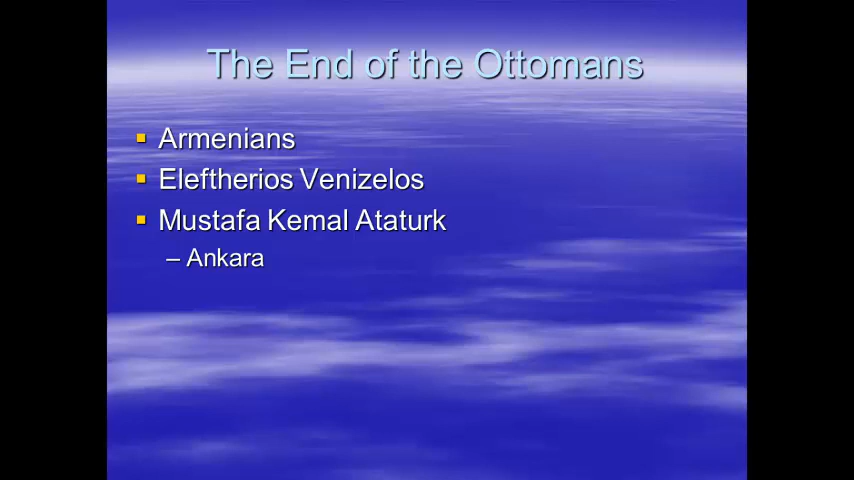 The End of the Ottomans
Armenians
Eleftherios Venizelos
Mustafa Kemal Ataturk
– Ankara